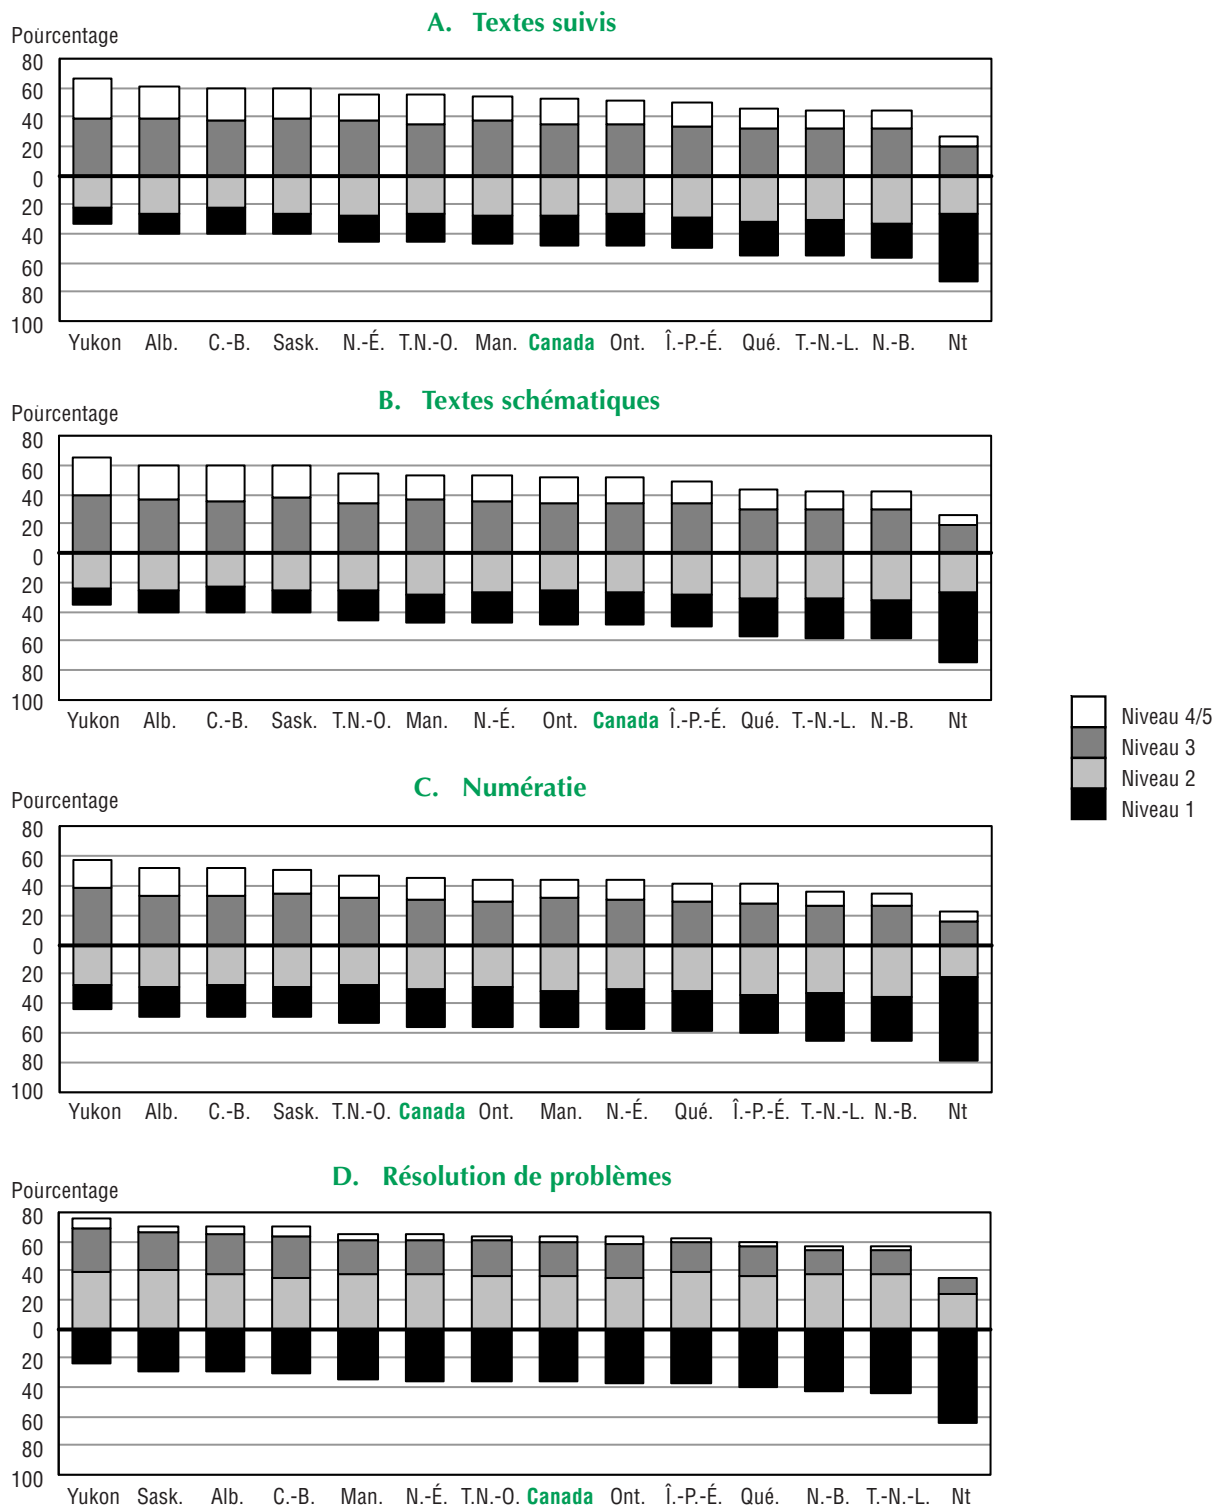 A. Textes suivis
Pourcentage
80
60
40
20
0
20
40
60
80
100
Yukon Alb. C.-B. Sask. N.-É. T.N.-O. Man. Canada Ont. Î.-P.-É. Qué. T.-N.-L. N.-B. Nt
B. Textes schématiques
Pourcentage
80
60
40
20
0
20
40
60
80
100
Yukon Alb. C.-B. Sask. T.N.-O. Man. N.-É. Ont. Canada Î.-P.-É. Qué. T.-N.-L. N.-B. Nt
Niveau 4/5
Niveau 3
Niveau 2
Niveau 1
C. Numératie
Pourcentage
80
60
40
20
0
20
40
60
80
100
Yukon Alb. C.-B. Sask. T.N.-O. Canada Ont. Man. N.-É. Qué. Î.-P.-É. T.-N.-L. N.-B. Nt
D. Résolution de problèmes
Pourcentage
80
60
40
20
0
20
40
60
80
100
Yukon Sask. Alb. C.-B. Man. N.-É. T.N.-O. Canada Ont. Î.-P.-É. Qué. N.-B. T.-N.-L. Nt